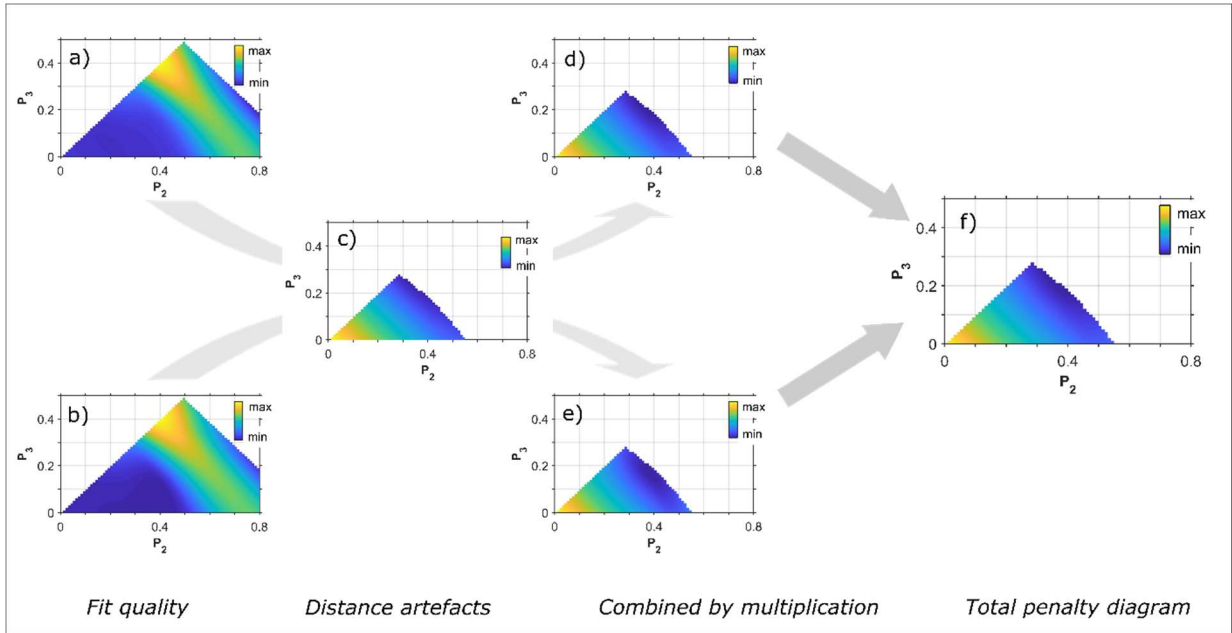 a)
max
min
0.4
0.2
0
P3
0
0.4
0.8
P2
d)
max
min
0.4
0.2
0
P3
0
0.4
0.8
P2
c)
max
min
0.4
0.2
0
P3
0
0.4
0.8
P2
f)
max
min
0.4
0.2
0
P3
0
0.4
0.8
P2
b)
max
min
0.4
0.2
0
P3
0
0.4
0.8
P2
e)
max
min
0.4
0.2
0
P3
0
0.4
0.8
P2
Fit quality
Distance artefacts
Combined by multiplication
Total penalty diagram